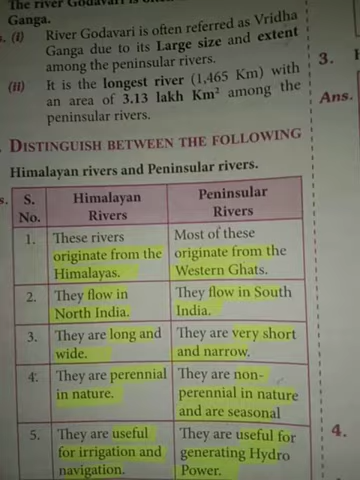 The river Godavari is
Ganga.
s. (i) River Godavari is often referred as Vridha
Ganga due to its Large size and extent
among the peninsular rivers.
(ii) It is the longest river (1,465 Km) with
an area of 3.13 lakh Km² among the
peninsular rivers.
3.
Ans.
DISTINGUISH BETWEEN THE FOLLOWING
Himalayan rivers and Peninsular rivers.
s.
S. No. Himalayan Rivers Peninsular Rivers
1. These rivers originate from the Himalayas. Most of these originate from the Western Ghats.
2. They flow in North India. They flow in South India.
3. They are long and wide. They are very short and narrow.
4. They are perennial in nature. They are non-perennial in nature and are seasonal
5. They are useful for irrigation and navigation. They are useful for generating Hydro Power.
4.